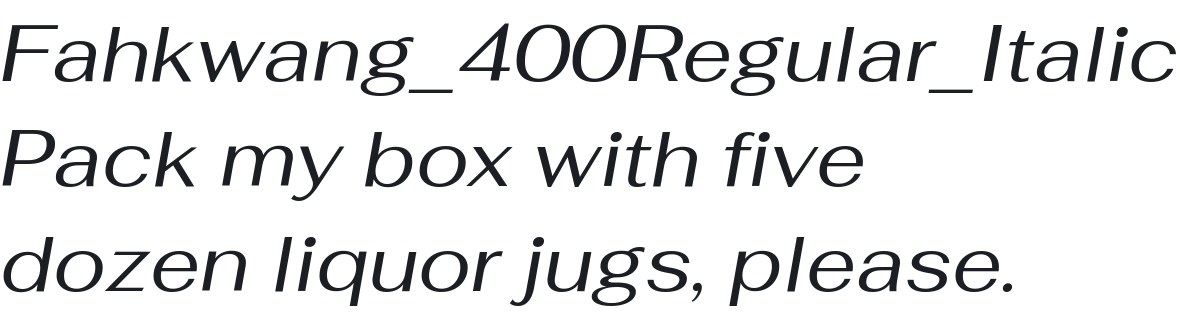 Fahkwang_400Regular_Italic
Pack my box with five
dozen liquor jugs, please.